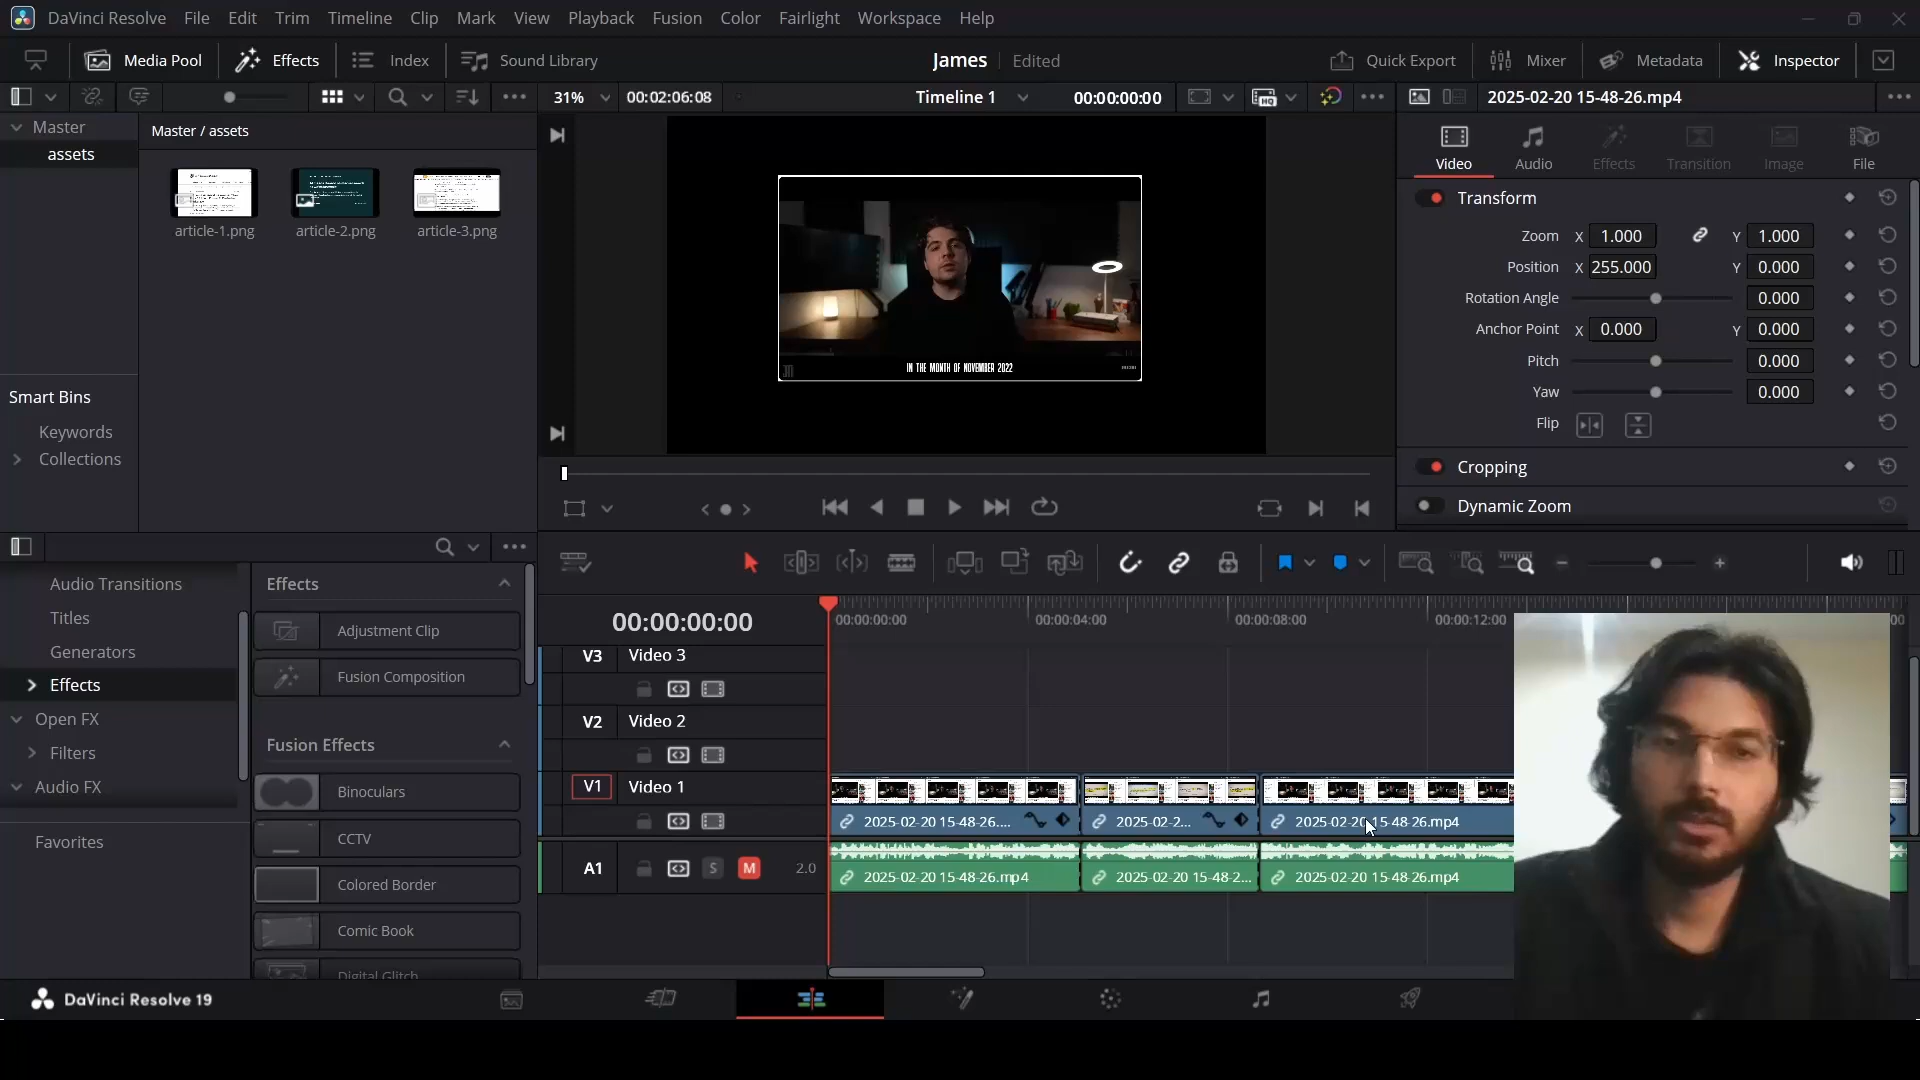 DaVinci Resolve File Edit Trim Timeline Clip Mark View Playback Fusion Color Fairlight Workspace Help
Media Pool Effects Index Sound Library James Edited Quick Export Mixer Metadata Inspector
31% 00:02:06:08 Timeline 1 00:00:00:00 HQ 2025-02-20 15-48-26.mp4
Master
assets
Master / assets
article-1.png article-2.png article-3.png
Smart Bins
Keywords
Collections
IN THE MONTH OF NOVEMBER 2022
Video Audio Effects Transition Image File
Transform
Zoom X 1.000 Y 1.000
Position X 255.000 Y 0.000
Rotation Angle 0.000
Anchor Point X 0.000 Y 0.000
Pitch 0.000
Yaw 0.000
Flip
Cropping
Dynamic Zoom
Audio Transitions
Titles
Generators
Effects
Open FX
Filters
Audio FX
Favorites
Effects
Adjustment Clip
Fusion Composition
Fusion Effects
Binoculars
CCTV
Colored Border
Comic Book
Digital Glitch
00:00:00:00
00:00:00:00 00:00:04:00 00:00:08:00 00:00:12:00 00
V3 Video 3
V2 Video 2
V1 Video 1
2025-02-20 15-48-26.... 2025-02-2... 2025-02-20 15-48-26.mp4
A1 S M 2.0
2025-02-20 15-48-26.mp4 2025-02-20 15-48-2... 2025-02-20 15-48-26.mp4
DaVinci Resolve 19